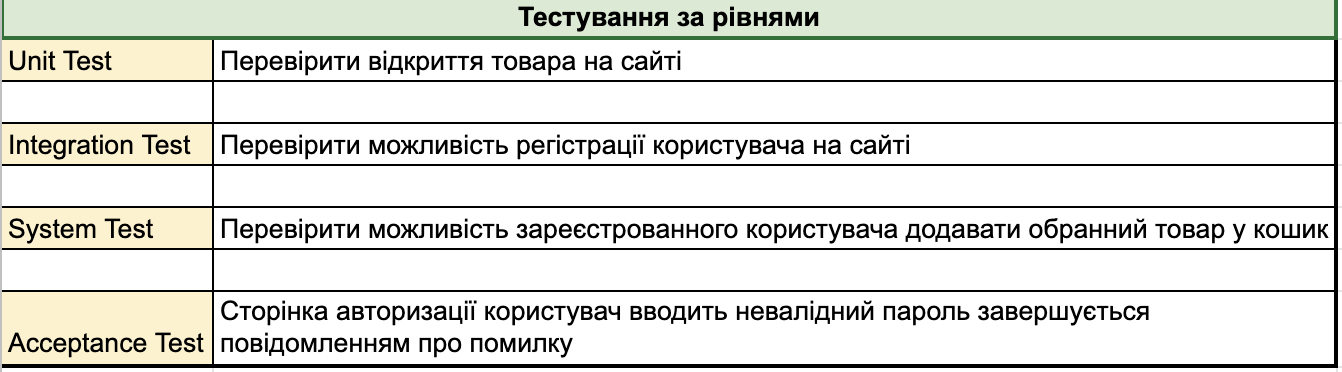 Тестування за рівнями
Unit Test
Перевірити відкриття товара на сайті
Integration Test
Перевірити можливість регістрації користувача на сайті
System Test
Перевірити можливість зареєстрованного користувача додавати обранний товар у кошик
Acceptance Test
Сторінка авторизації користувач вводить невалідний пароль завершується
повідомленням про помилку